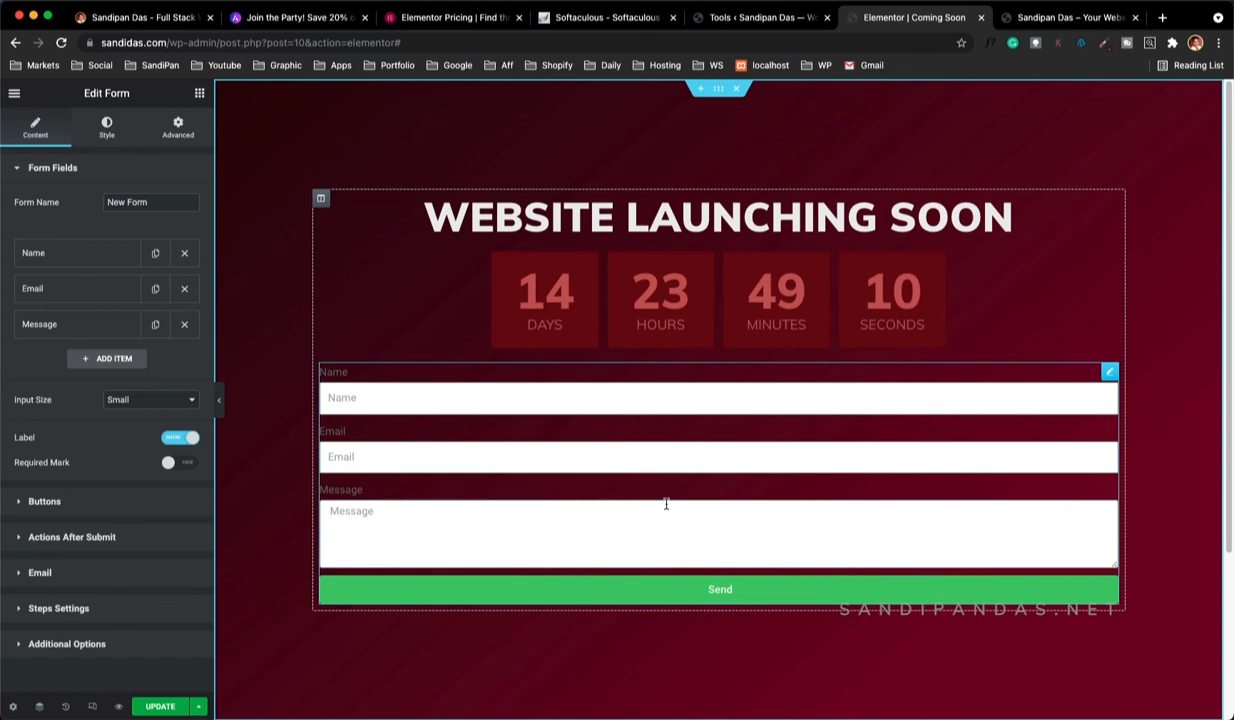 Sandipan Das - Full Stack
Join the Party! Save 20% o
Elementor Pricing | Find th
Softaculous - Softaculous
Tools ‹ Sandipan Das — W
Elementor | Coming Soon
Sandipan Das – Your Web
sandidas.com/wp-admin/post.php?post=10&action=elementor#
Markets
Social
SandiPan
Youtube
Graphic
Apps
Portfolio
Google
Aff
Shopify
Daily
Hosting
WS
localhost
WP
Gmail
Reading List
Edit Form
Content
Style
Advanced
Form Fields
Form Name
New Form
Name
Email
Message
+ ADD ITEM
Input Size
Small
Label
SHOW
Required Mark
HIDE
Buttons
Actions After Submit
Email
Steps Settings
Additional Options
UPDATE
WEBSITE LAUNCHING SOON
14
DAYS
23
HOURS
49
MINUTES
10
SECONDS
Name
Name
Email
Email
Message
Message
Send
SANDIPANDAS.NET